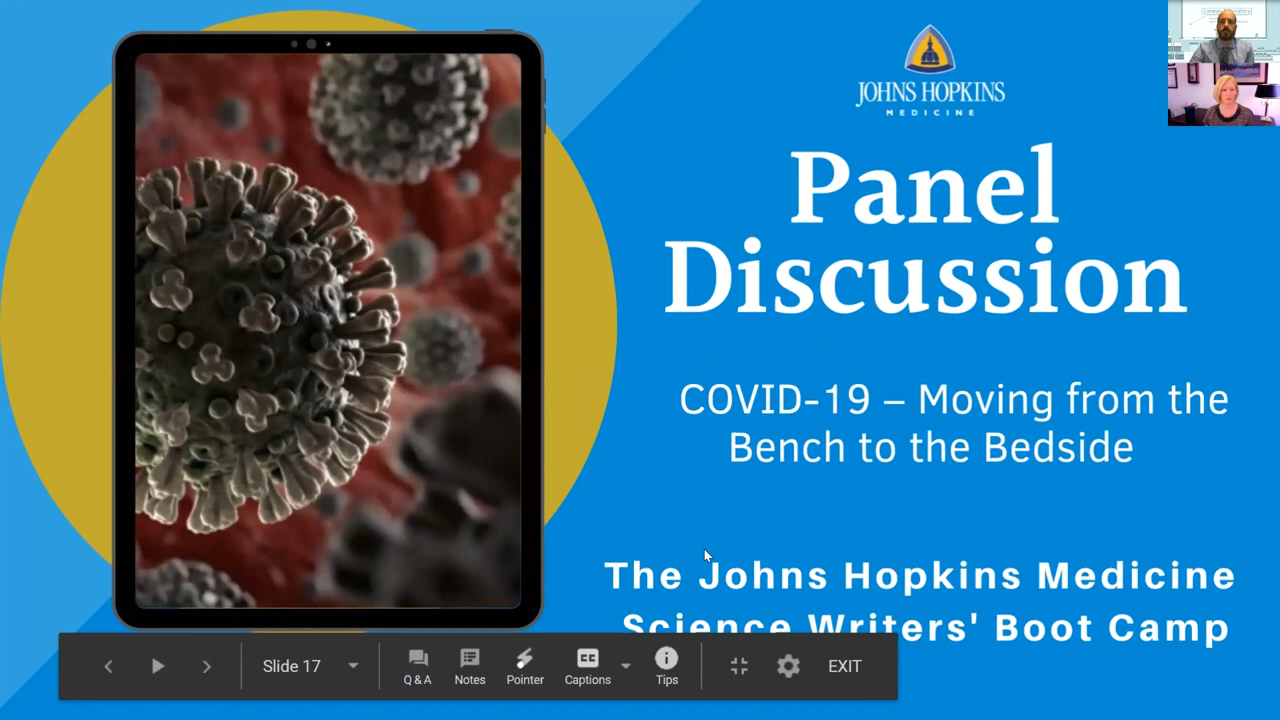 JOHNS HOPKINS
MEDICINE
Panel
Discussion
COVID-19 – Moving from the
Bench to the Bedside
The Johns Hopkins Medicine
Science Writers' Boot Camp
Slide 17
Q & A
Notes
Pointer
CC
Captions
Tips
EXIT